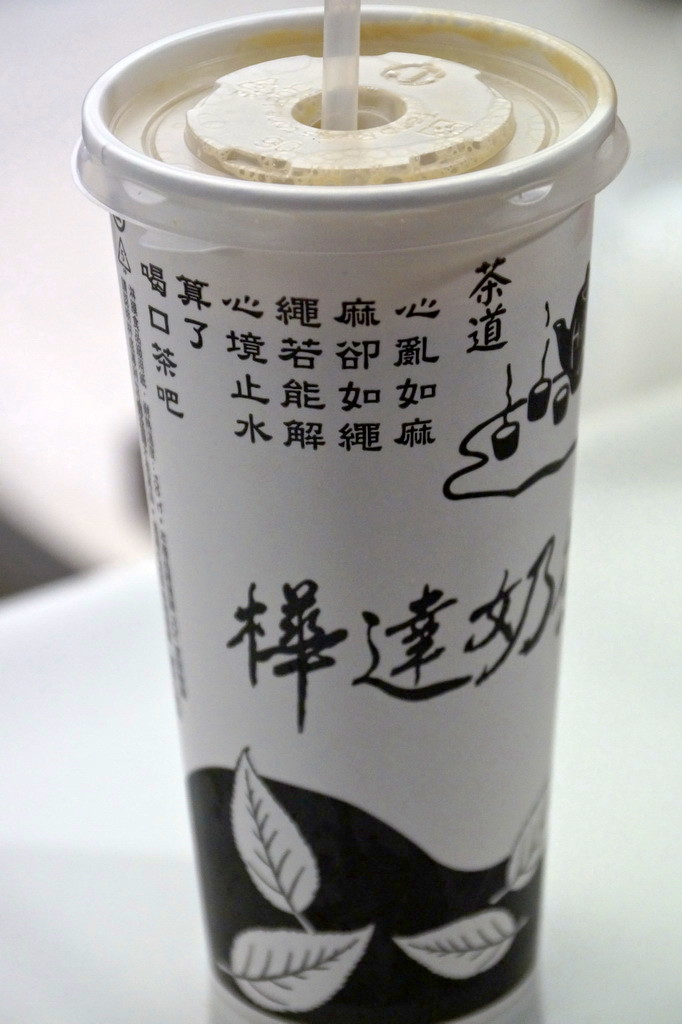 茶道
心亂如麻
麻卻如繩
繩若能解
心境止水
算了
喝口茶吧
樺達奶